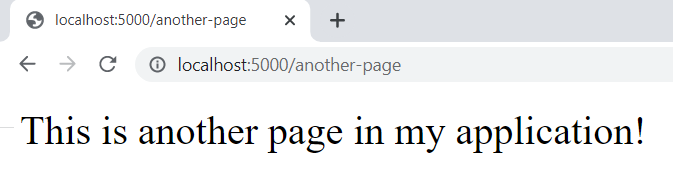 localhost:5000/another-page
localhost:5000/another-page
This is another page in my application!